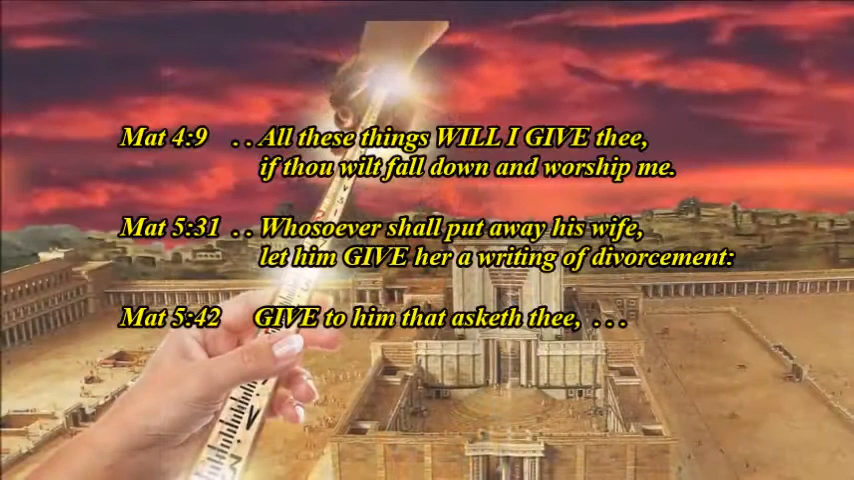 Mat 4:9 . . All these things WILL I GIVE thee,
if thou wilt fall down and worship me.
Mat 5:31 . . Whosoever shall put away his wife,
let him GIVE her a writing of divorcement:
Mat 5:42 GIVE to him that asketh thee, . . .